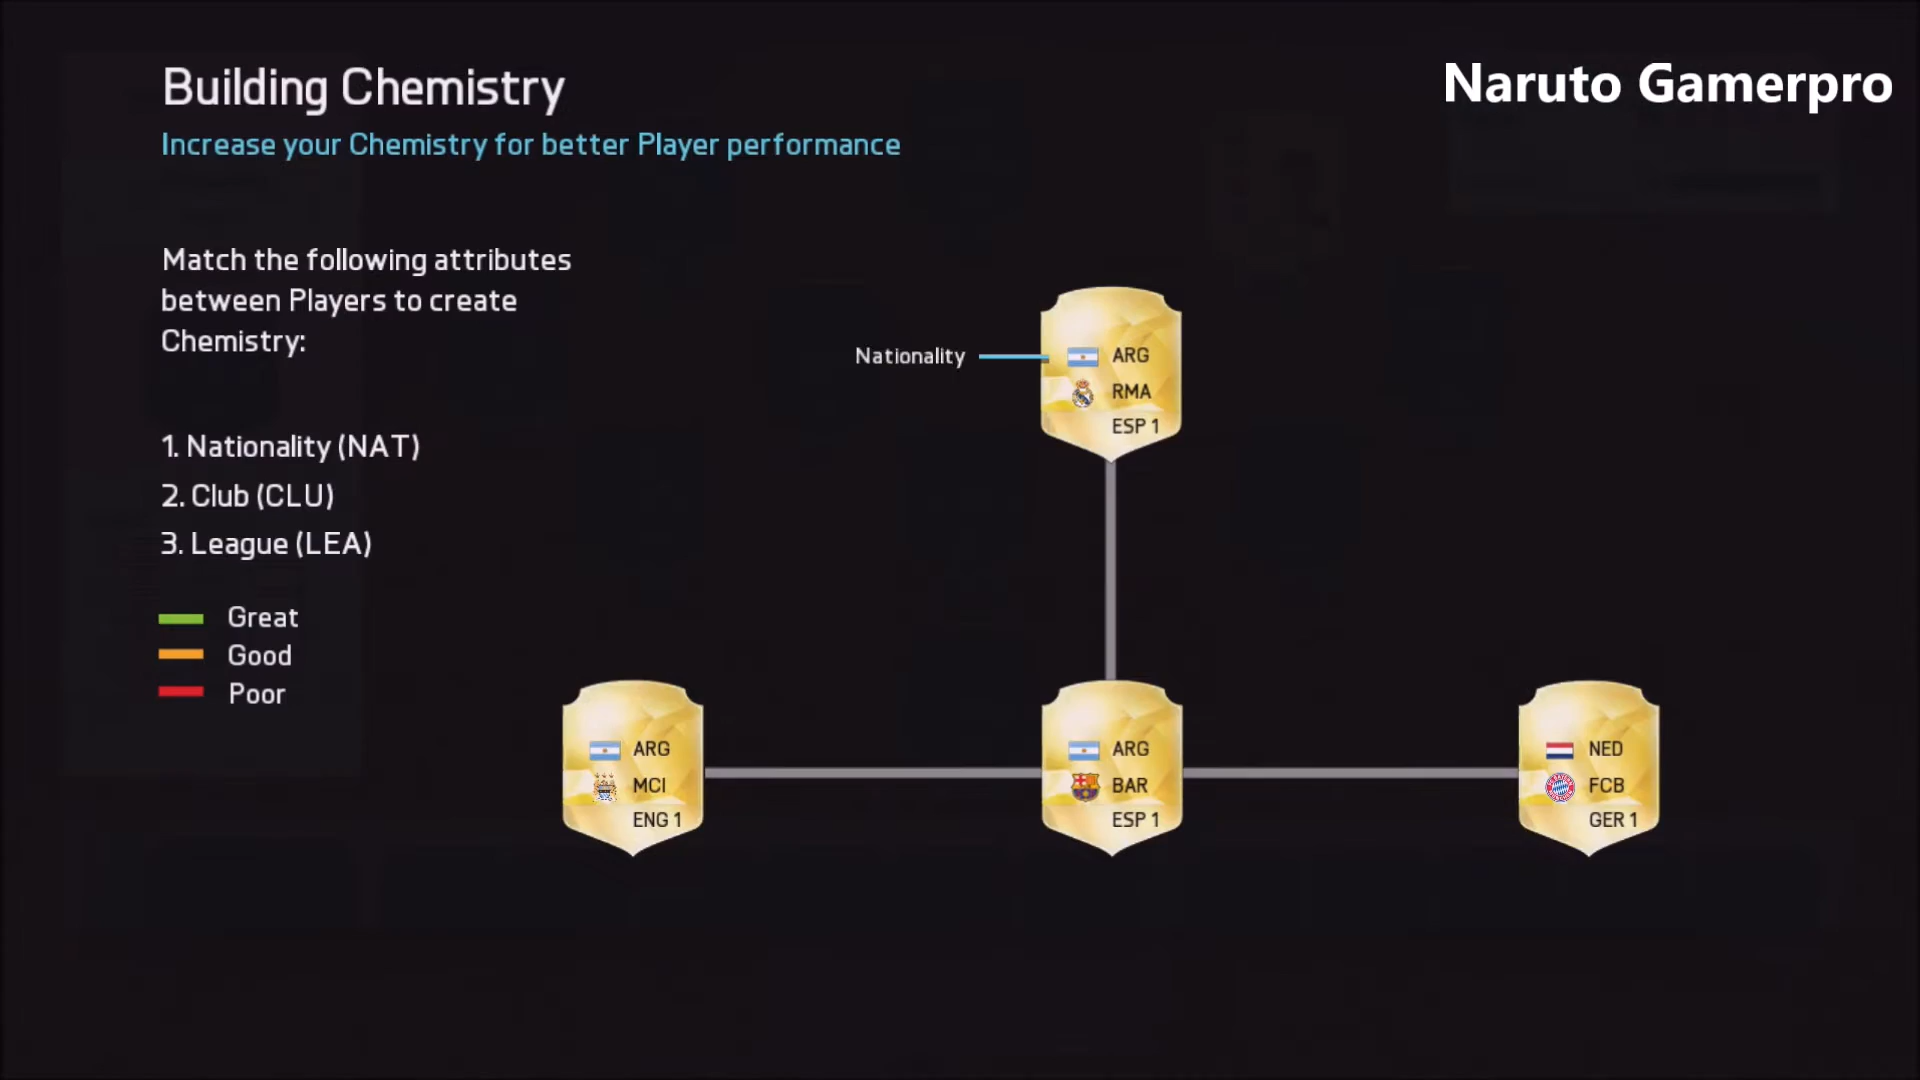 Building Chemistry
Naruto Gamerpro
Increase your Chemistry for better Player performance
Match the following attributes
between Players to create
Chemistry:
1. Nationality (NAT)
2. Club (CLU)
3. League (LEA)
Great
Good
Poor
Nationality
ARG
RMA
ESP 1
ARG
MCI
ENG 1
ARG
BAR
ESP 1
NED
FCB
GER 1